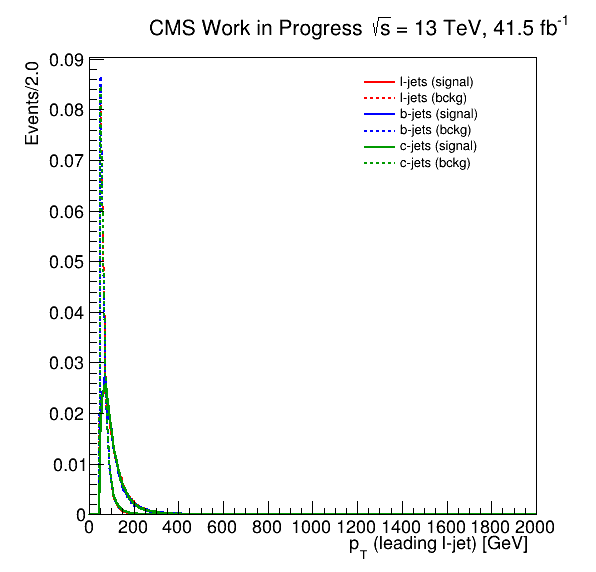 CMS Work in Progress √s = 13 TeV, 41.5 fb⁻¹
Events/2.0
0.09
0.08
0.07
0.06
0.05
0.04
0.03
0.02
0.01
0
l-jets (signal)
l-jets (bckg)
b-jets (signal)
b-jets (bckg)
c-jets (signal)
c-jets (bckg)
0 200 400 600 800 1000 1200 1400 1600 1800 2000
p_T (leading l-jet) [GeV]